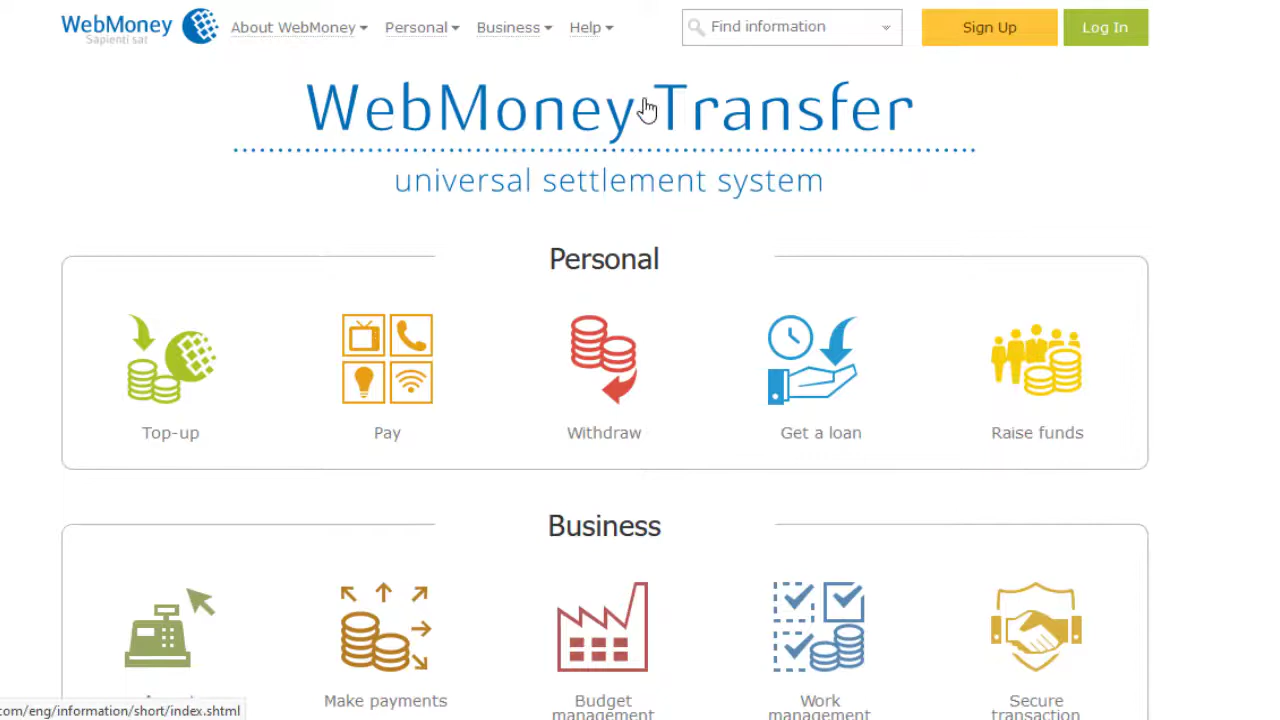 WebMoney
Sapienti sat
About WebMoney Personal Business Help
Find information
Sign Up
Log In
WebMoney Transfer
universal settlement system
Personal
Top-up Pay Withdraw Get a loan Raise funds
Business
Make payments
Budget
management
Work
management
Secure
transaction
com/eng/information/short/index.shtml